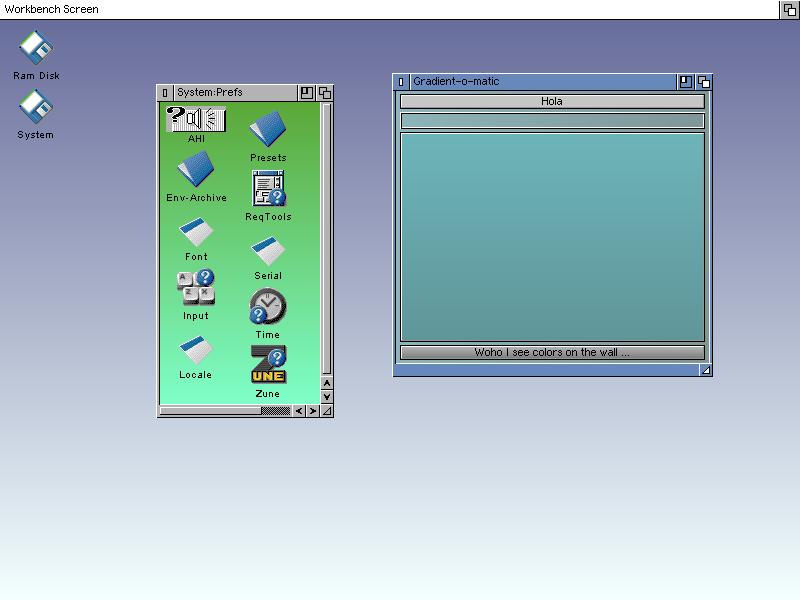 Workbench Screen
Ram Disk
System
System:Prefs
AHI
Presets
Env-Archive
ReqTools
Font
Serial
A
Z X
Input
Time
Locale
ZUNE
Zune
Gradient-o-matic
Hola
Woho I see colors on the wall ...